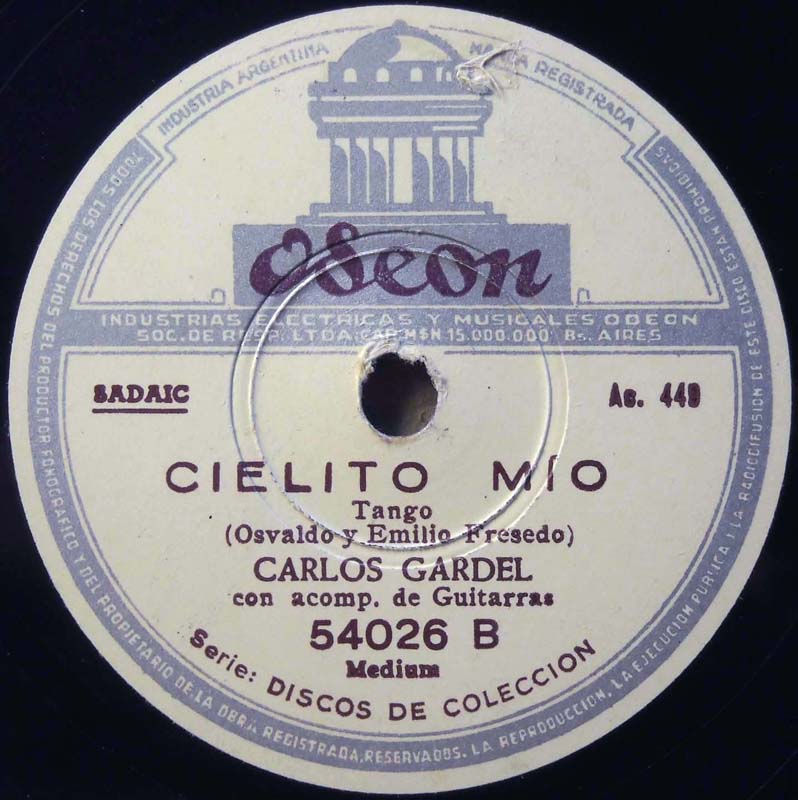 INDUSTRIA ARGENTINA
MARCA REGISTRADA
Odeon
INDUSTRIAS ELECTRICAS Y MUSICALES ODEON
SOC. DE RESP. LTDA. CAP. M$N. 15.000.000 Bs. AIRES
SADAIC
Ac. 449
CIELITO MÍO
Tango
(Osvaldo y Emilio Fresedo)
CARLOS GARDEL
con acomp. de Guitarras
54026 B
Medium
Serie: DISCOS DE COLECCION
TODOS LOS DERECHOS DEL PRODUCTOR FONOGRAFICO Y DEL PROPIETARIO DE LA OBRA REGISTRADA, RESERVADOS. LA REPRODUCCION, LA EJECUCION PUBLICA Y LA RADIODIFUSION DE ESTE DISCO ESTAN PROHIBIDAS